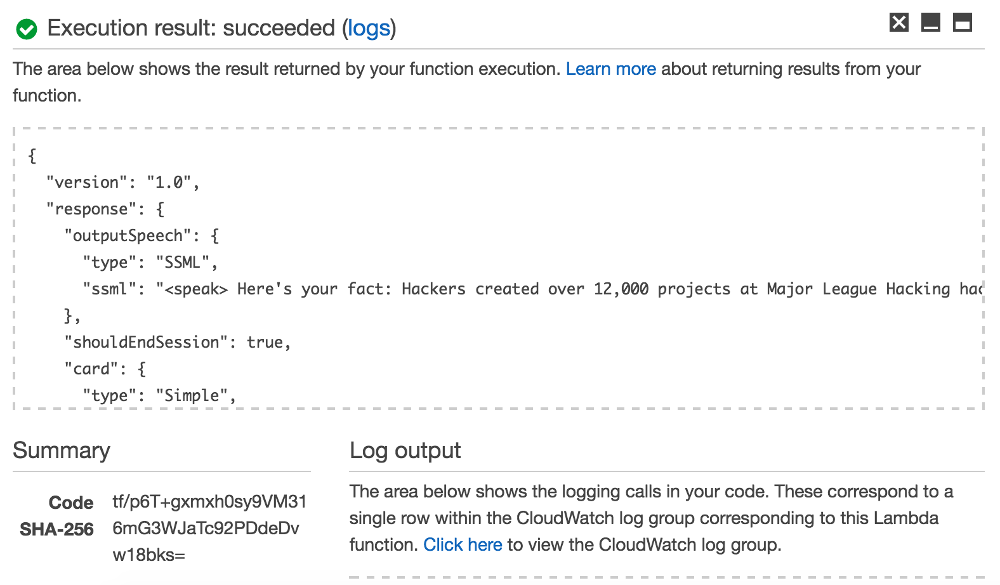 Execution result: succeeded (logs)
The area below shows the result returned by your function execution. Learn more about returning results from your
function.
{
  "version": "1.0",
  "response": {
    "outputSpeech": {
      "type": "SSML",
      "ssml": "<speak> Here's your fact: Hackers created over 12,000 projects at Major League Hacking
    },
    "shouldEndSession": true,
    "card": {
      "type": "Simple",
Summary
Code SHA-256
tf/p6T+gxmxh0sy9VM31
6mG3WJaTc92PDdeDv
w18bks=
Log output
The area below shows the logging calls in your code. These correspond to a
single row within the CloudWatch log group corresponding to this Lambda
function. Click here to view the CloudWatch log group.